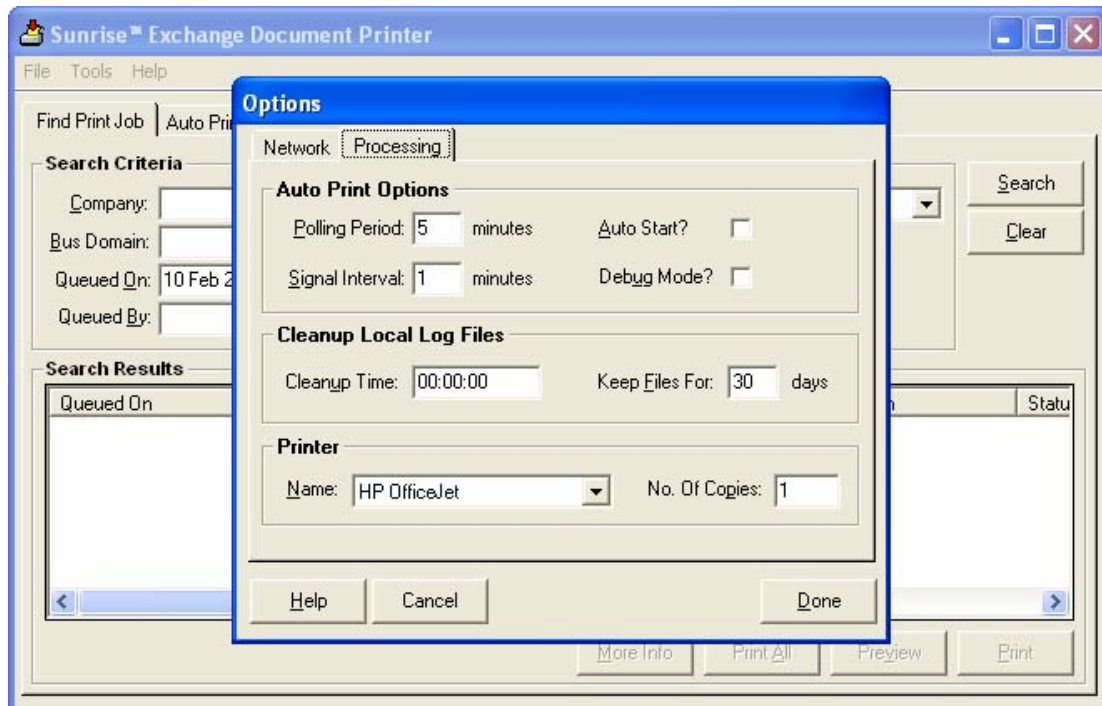 Sunrise™ Exchange Document Printer
File Tools Help
Find Print Job Auto Pri
Search Criteria
Company:
Bus Domain:
Queued On: 10 Feb 2
Queued By:
Search
Clear
Search Results
Queued On
Statu
Options
Network Processing
Auto Print Options
Polling Period: 5 minutes Auto Start?
Signal Interval: 1 minutes Debug Mode?
Cleanup Local Log Files
Cleanup Time: 00:00:00 Keep Files For: 30 days
Printer
Name: HP OfficeJet No. Of Copies: 1
Help Cancel Done
More Info Print All Preview Print